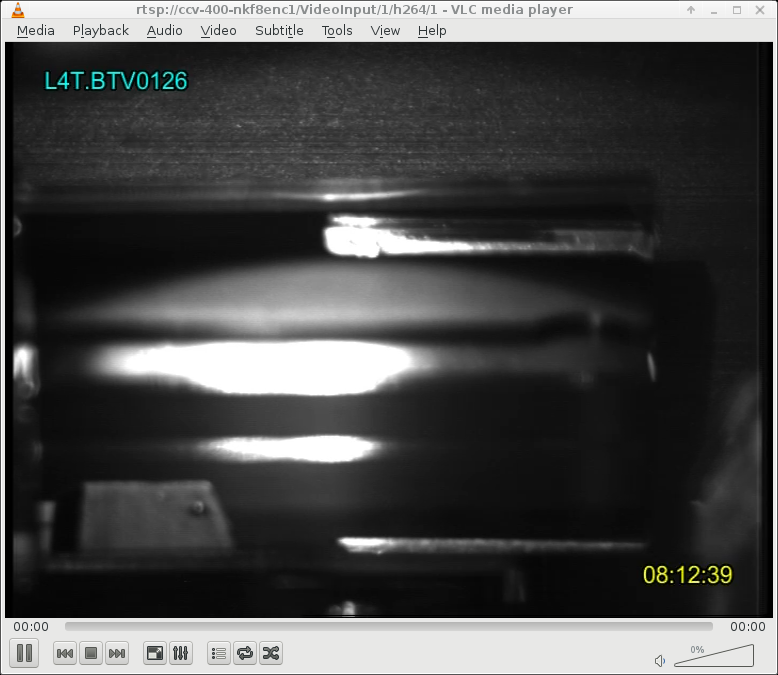 rtsp://ccv-400-nkf8enc1/VideoInput/1/h264/1 - VLC media player
Media Playback Audio Video Subtitle Tools View Help
L4T.BTV0126
08:12:39
00:00 00:00
0%